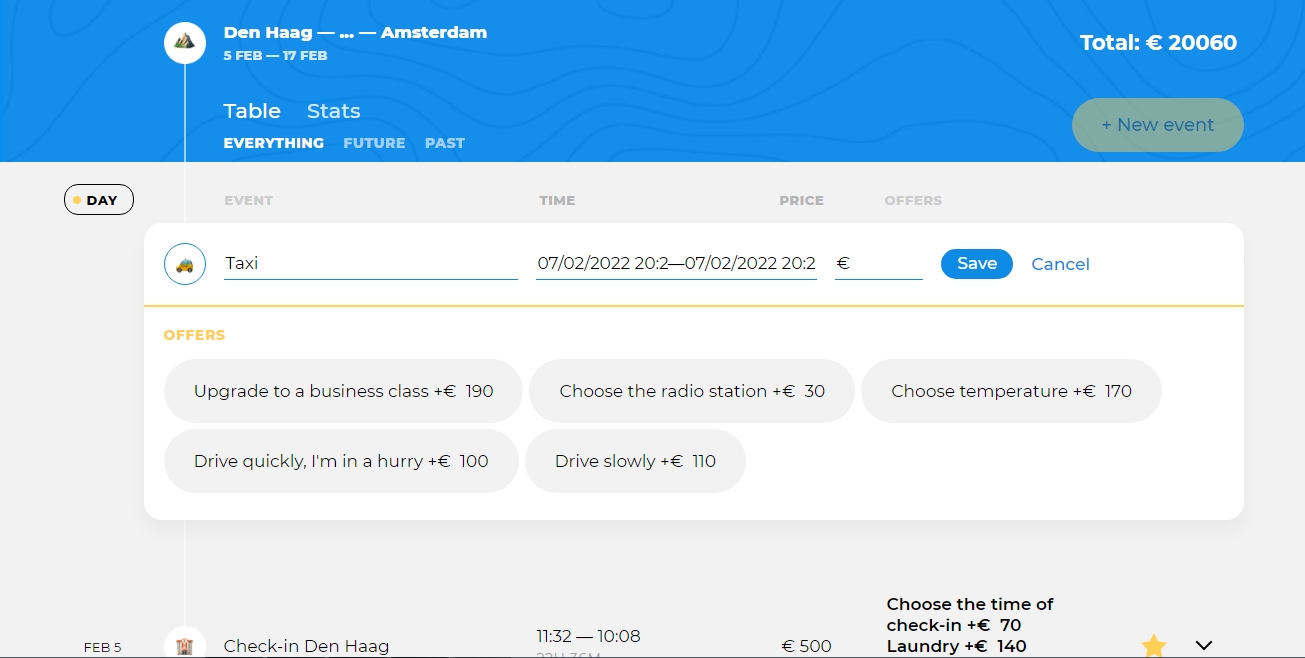 Den Haag — ... — Amsterdam
5 FEB — 17 FEB
Total: € 20060
Table Stats
+ New event
EVERYTHING FUTURE PAST
DAY EVENT TIME PRICE OFFERS
Taxi 07/02/2022 20:2—07/02/2022 20:2 € Save Cancel
OFFERS
Upgrade to a business class +€ 190 Choose the radio station +€ 30 Choose temperature +€ 170
Drive quickly, I'm in a hurry +€ 100 Drive slowly +€ 110
Choose the time of
check-in +€ 70
FEB 5 Check-in Den Haag 11:32 — 10:08 € 500 Laundry +€ 140
22H 36M